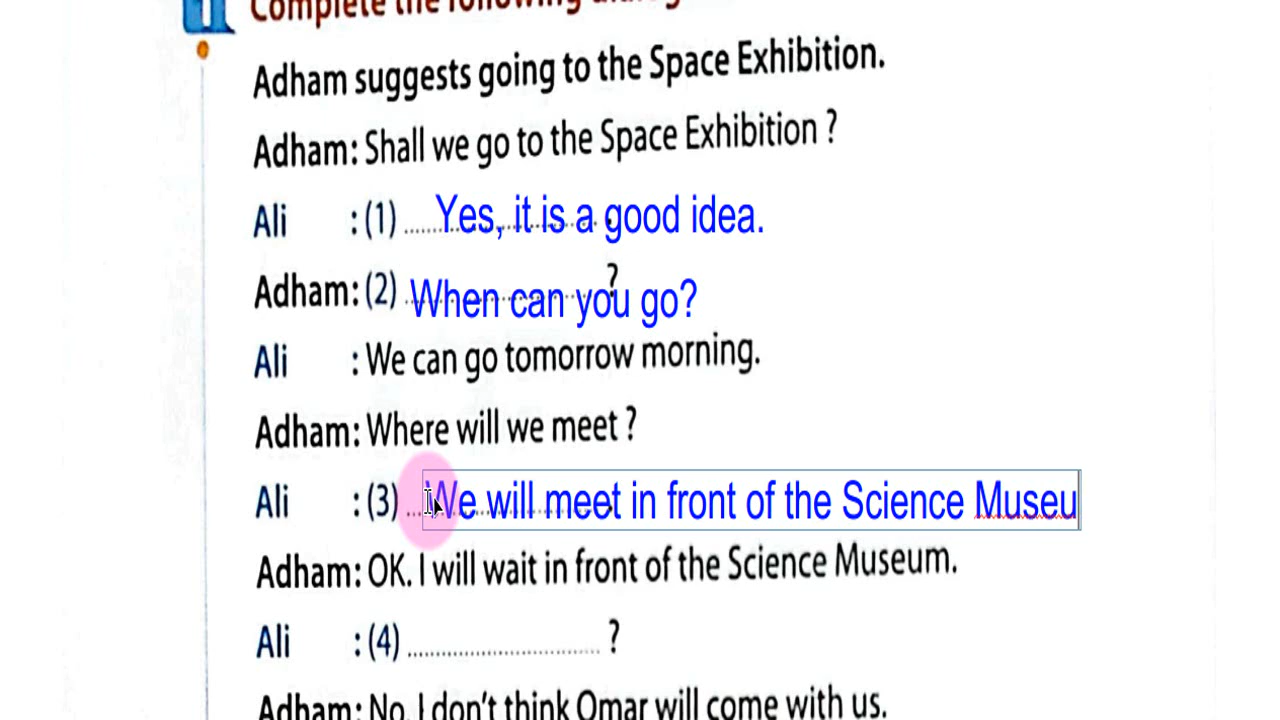 Complete the following
Adham suggests going to the Space Exhibition.
Adham: Shall we go to the Space Exhibition ?
Ali : (1) ...... Yes, it is a good idea.
Adham: (2) When can you go? ?
Ali : We can go tomorrow morning.
Adham: Where will we meet ?
Ali : (3) ... We will meet in front of the Science Museu
Adham: OK. I will wait in front of the Science Museum.
Ali : (4) ................................ ?
Adham: No, I don't think Omar will come with us.